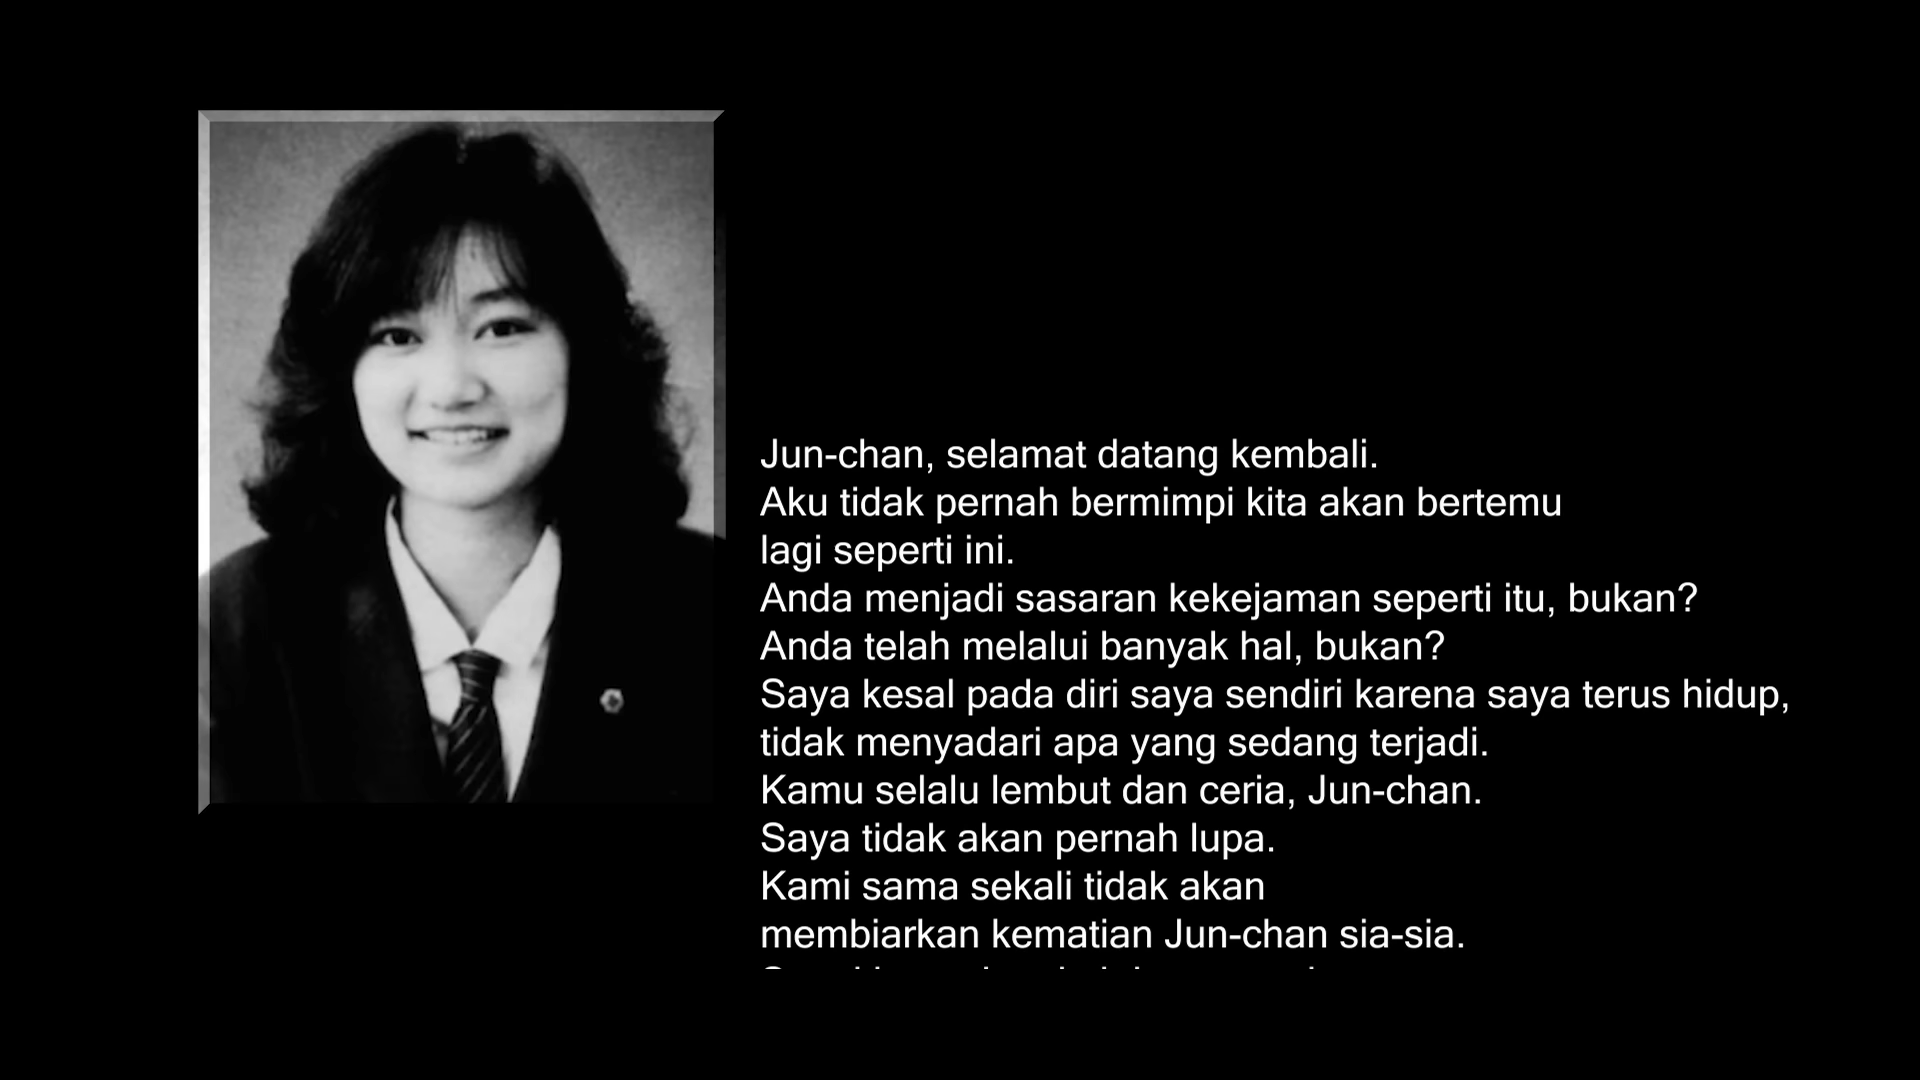 Jun-chan, selamat datang kembali.
Aku tidak pernah bermimpi kita akan bertemu
lagi seperti ini.
Anda menjadi sasaran kekejaman seperti itu, bukan?
Anda telah melalui banyak hal, bukan?
Saya kesal pada diri saya sendiri karena saya terus hidup,
tidak menyadari apa yang sedang terjadi.
Kamu selalu lembut dan ceria, Jun-chan.
Saya tidak akan pernah lupa.
Kami sama sekali tidak akan
membiarkan kematian Jun-chan sia-sia.